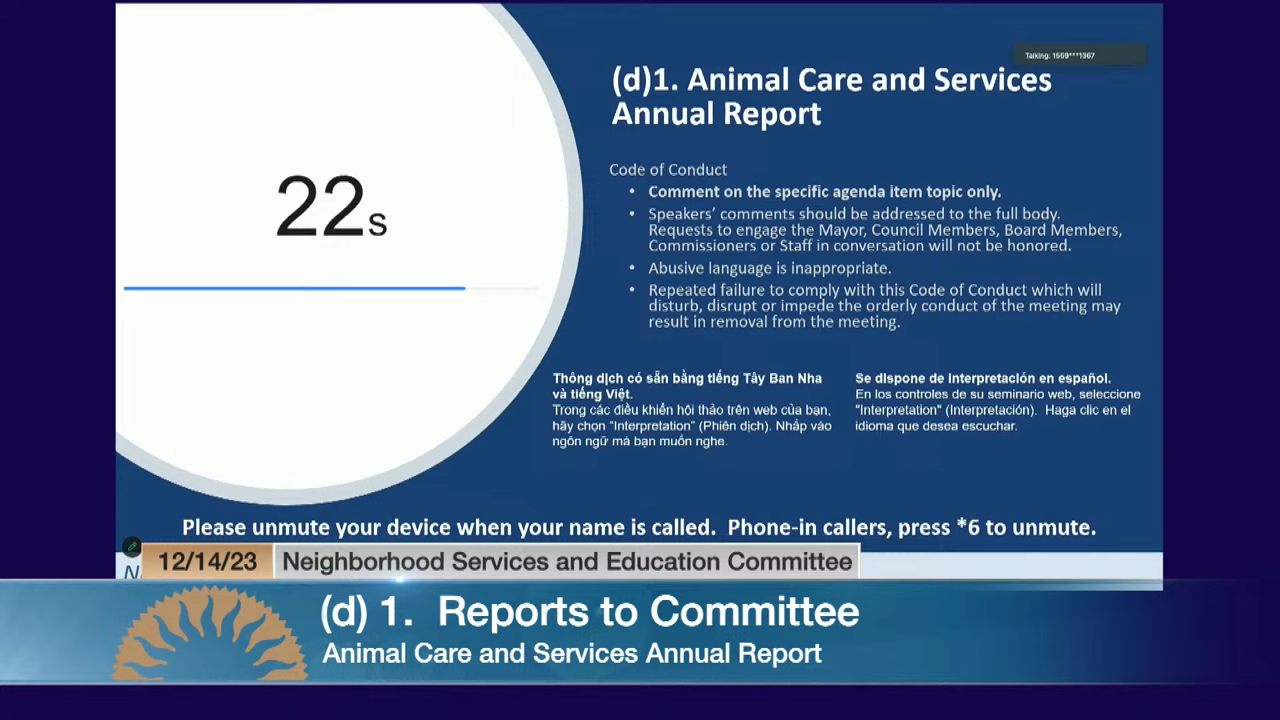 Talking: 1559***1367
(d)1. Animal Care and Services
Annual Report
22s
Code of Conduct
• Comment on the specific agenda item topic only.
• Speakers' comments should be addressed to the full body.
Requests to engage the Mayor, Council Members, Board Members,
Commissioners or Staff in conversation will not be honored.
• Abusive language is inappropriate.
• Repeated failure to comply with this Code of Conduct which will
disturb, disrupt or impede the orderly conduct of the meeting may
result in removal from the meeting.
Thông dịch có sẵn bằng tiếng Tây Ban Nha
và tiếng Việt.
Trong các điều khiển hội thảo trên web của bạn,
hãy chọn “Interpretation” (Phiên dịch). Nhấp vào
ngôn ngữ mà bạn muốn nghe.
Se dispone de interpretación en español.
En los controles de su seminario web, seleccione
"Interpretation" (Interpretación). Haga clic en el
idioma que desea escuchar.
Please unmute your device when your name is called. Phone-in callers, press *6 to unmute.
12/14/23 Neighborhood Services and Education Committee
(d) 1. Reports to Committee
Animal Care and Services Annual Report